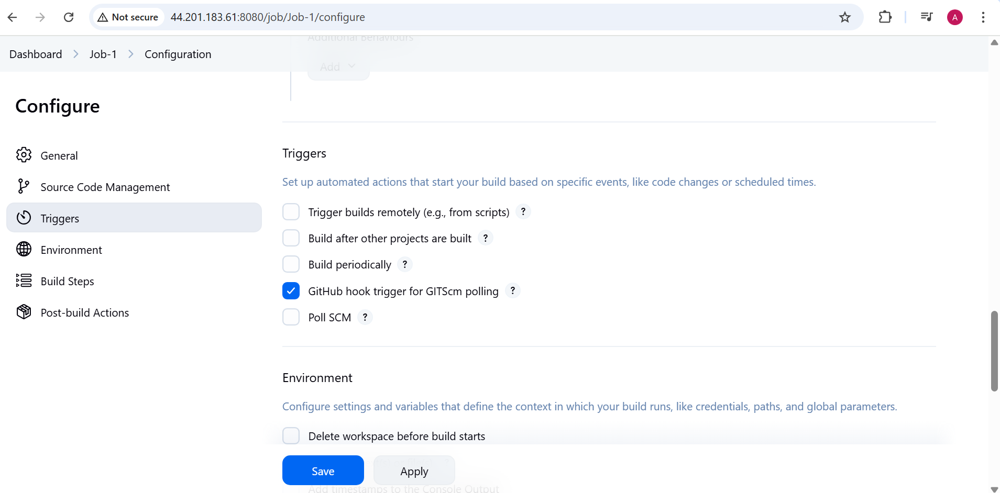 Not secure 44.201.183.61:8080/job/Job-1/configure A
Additional Behaviours
Dashboard Job-1 Configuration
Add
Configure
General
Source Code Management
Triggers
Environment
Build Steps
Post-build Actions
Triggers
Set up automated actions that start your build based on specific events, like code changes or scheduled times.
Trigger builds remotely (e.g., from scripts) ?
Build after other projects are built ?
Build periodically ?
GitHub hook trigger for GITScm polling ?
Poll SCM ?
Environment
Configure settings and variables that define the context in which your build runs, like credentials, paths, and global parameters.
Delete workspace before build starts
Save Apply
Add timestamps to the Console Output